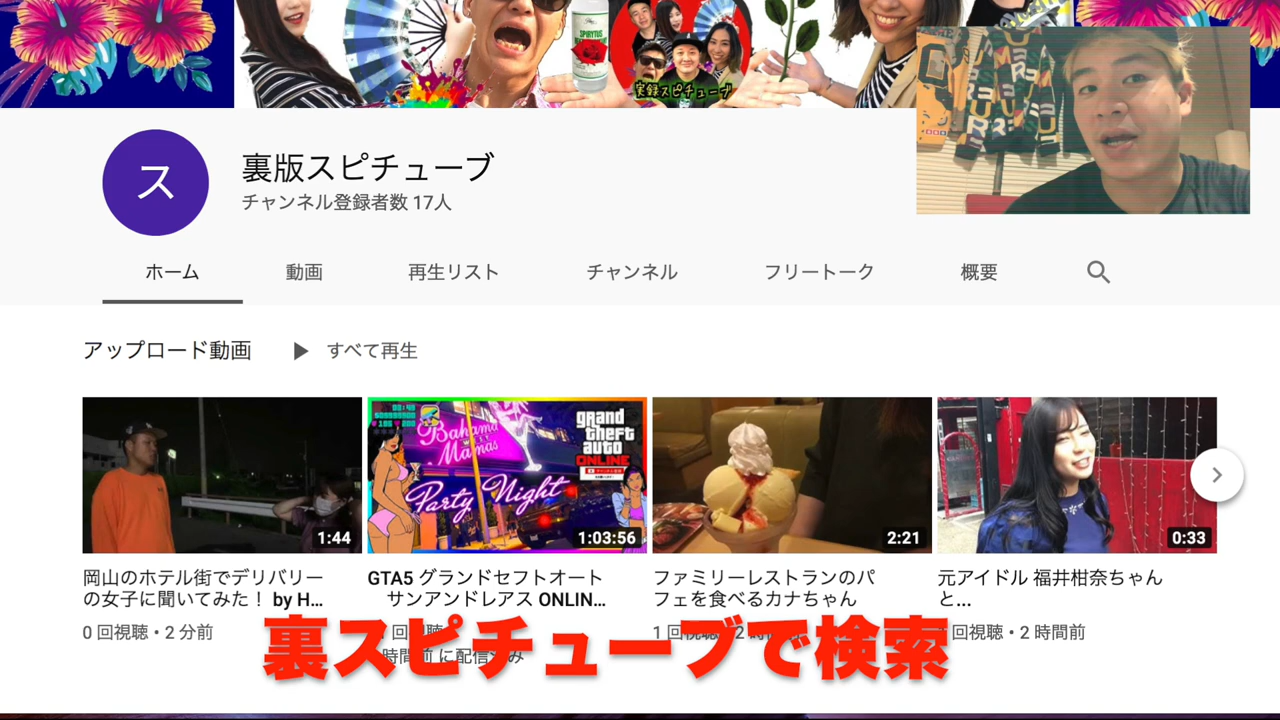 SPIRYTUS
実録スピチューブ
ス
裏版スピチューブ
チャンネル登録者数 17人
ホーム
動画
再生リスト
チャンネル
フリートーク
概要
アップロード動画
すべて再生
1:44
Bahama
Mamas
Party Night
grand
theft
auto
ONLINE
1:03:56
2:21
0:33
岡山のホテル街でデリバリー
の女子に聞いてみた！ by H...
GTA5 グランドセフトオート
サンアンドレアス ONLIN...
ファミリーレストランのパ
フェを食べるカナちゃん
元アイドル 福井柑奈ちゃん
と...
0 回視聴・2 分前
回視聴・2 時間前
裏スピチューブで検索